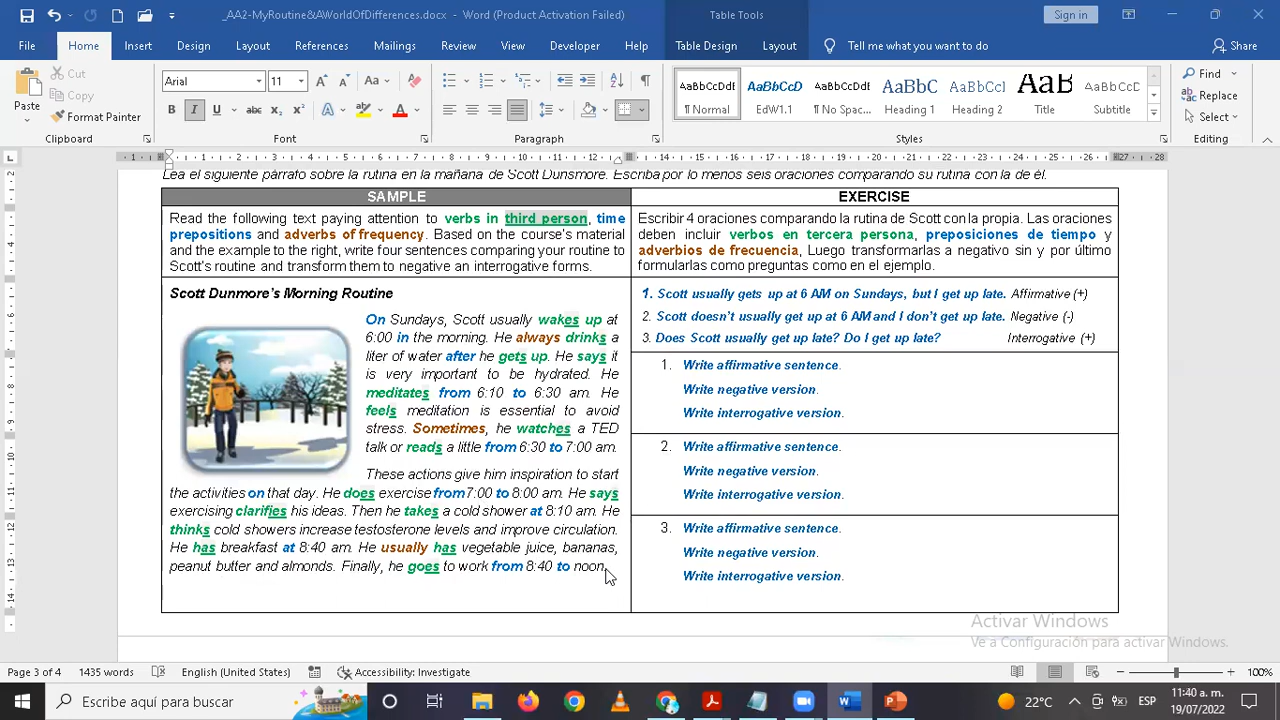 _AA2-MyRoutine&AWorldOfDifferences.docx - Word (Product Activation Failed)
Table Tools
Sign in
File Home Insert Design Layout References Mailings Review View Developer Help Table Design Layout Tell me what you want to do Share
Paste
Cut
Copy
Format Painter
Clipboard
Arial 11
Font
Paragraph
AaBbCcDdE ¶ Normal
AaBbCcD EdW1.1
AaBbCcDdE ¶ No Spac...
AaBbC Heading 1
AaBbCcI Heading 2
AaB Title
AaBbCcD Subtitle
Styles
Find
Replace
Select
Editing
Lea el siguiente párrafo sobre la rutina en la mañana de Scott Dunsmore. Escriba por lo menos seis oraciones comparando su rutina con la de él.
SAMPLE
Read the following text paying attention to verbs in third person, time
prepositions and adverbs of frequency. Based on the course's material
and the example to the right, write four sentences comparing your routine to
Scott's routine and transform them to negative an interrogative forms.
EXERCISE
Escribir 4 oraciones comparando la rutina de Scott con la propia. Las oraciones
deben incluir verbos en tercera persona, preposiciones de tiempo y
adverbios de frecuencia, Luego transformarlas a negativo sin y por último
formularlas como preguntas como en el ejemplo.
Scott Dunmore's Morning Routine
On Sundays, Scott usually wakes up at
6:00 in the morning. He always drinks a
liter of water after he gets up. He says it
is very important to be hydrated. He
meditates from 6:10 to 6:30 am. He
feels meditation is essential to avoid
stress. Sometimes, he watches a TED
talk or reads a little from 6:30 to 7:00 am.
These actions give him inspiration to start
the activities on that day. He does exercise from 7:00 to 8:00 am. He says
exercising clarifies his ideas. Then he takes a cold shower at 8:10 am. He
thinks cold showers increase testosterone levels and improve circulation.
He has breakfast at 8:40 am. He usually has vegetable juice, bananas,
peanut butter and almonds. Finally, he goes to work from 8:40 to noon.
1. Scott usually gets up at 6 AM on Sundays, but I get up late. Affirmative (+)
2. Scott doesn't usually get up at 6 AM and I don't get up late. Negative (-)
3. Does Scott usually get up late? Do I get up late? Interrogative (+)
1. Write affirmative sentence.
Write negative version.
Write interrogative version.
2. Write affirmative sentence.
Write negative version.
Write interrogative version.
3. Write affirmative sentence.
Write negative version.
Write interrogative version.
Activar Windows
Ve a Configuración para activar Windows.
Page 3 of 4 1435 words English (United States) Accessibility: Investigate 100%
Escribe aquí para buscar
22°C ESP
11:40 a. m.
19/07/2022